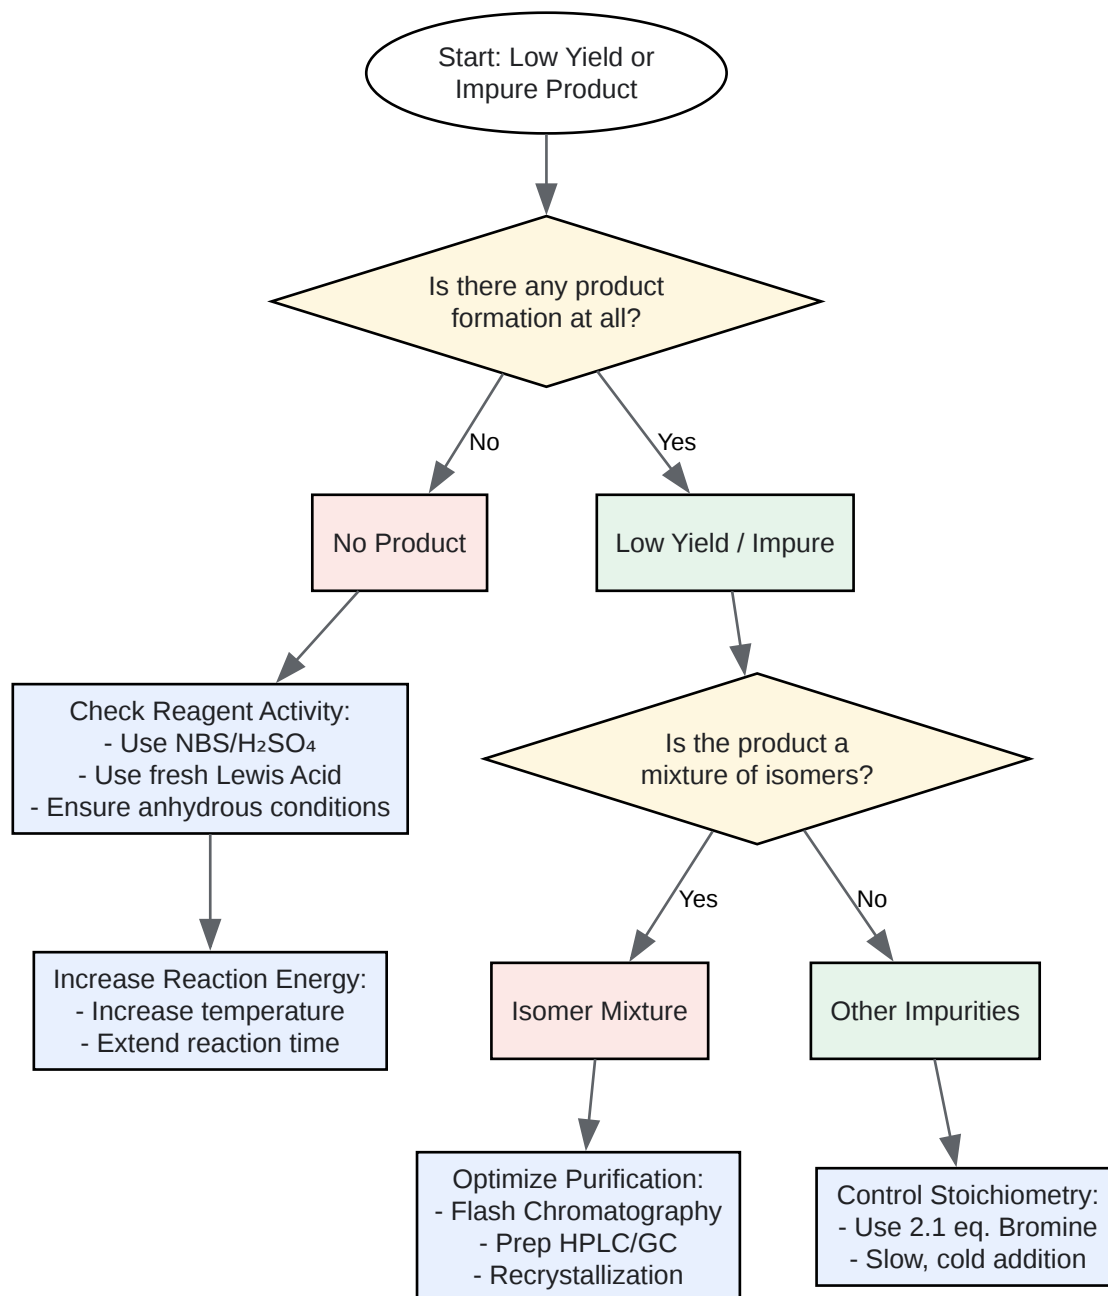 Start: Low Yield or
Impure Product
Is there any product
formation at all?
No
Yes
No Product
Low Yield / Impure
Check Reagent Activity:
- Use NBS/H₂SO₄
- Use fresh Lewis Acid
- Ensure anhydrous conditions
Is the product a
mixture of isomers?
Yes
No
Increase Reaction Energy:
- Increase temperature
- Extend reaction time
Isomer Mixture
Other Impurities
Optimize Purification:
- Flash Chromatography
- Prep HPLC/GC
- Recrystallization
Control Stoichiometry:
- Use 2.1 eq. Bromine
- Slow, cold addition